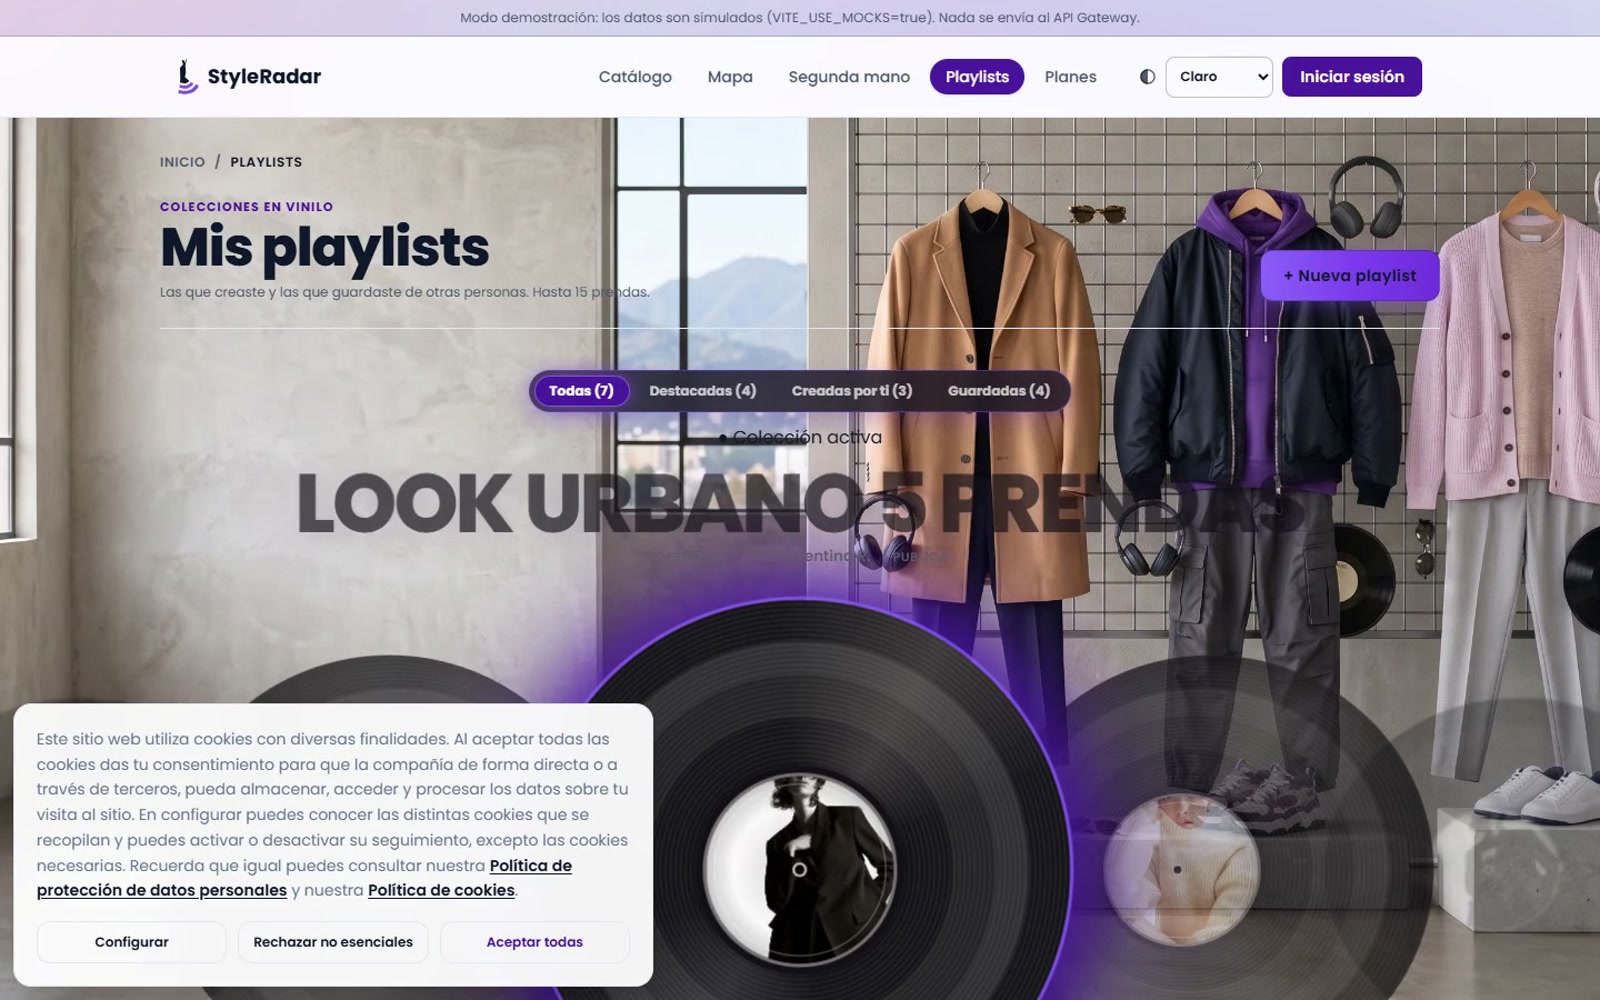 Modo demostración: los datos son simulados (VITE_USE_MOCKS=true). Nada se envía al API Gateway.
StyleRadar
Catálogo
Mapa
Segunda mano
Playlists
Planes
Claro
Iniciar sesión
INICIO / PLAYLISTS
COLECCIONES EN VINILO
Mis playlists
Las que creaste y las que guardaste de otras personas. Hasta 15 prendas.
+ Nueva playlist
Todas (7)
Destacadas (4)
Creadas por ti (3)
Guardadas (4)
• Colección activa
LOOK URBANO 5 PRENDAS
Este sitio web utiliza cookies con diversas finalidades. Al aceptar todas las
cookies das tu consentimiento para que la compañía de forma directa o a
través de terceros, pueda almacenar, acceder y procesar los datos sobre tu
visita al sitio. En configurar puedes conocer las distintas cookies que se
recopilan y puedes activar o desactivar su seguimiento, excepto las cookies
necesarias. Recuerda que igual puedes consultar nuestra Política de
protección de datos personales y nuestra Política de cookies.
Configurar
Rechazar no esenciales
Aceptar todas